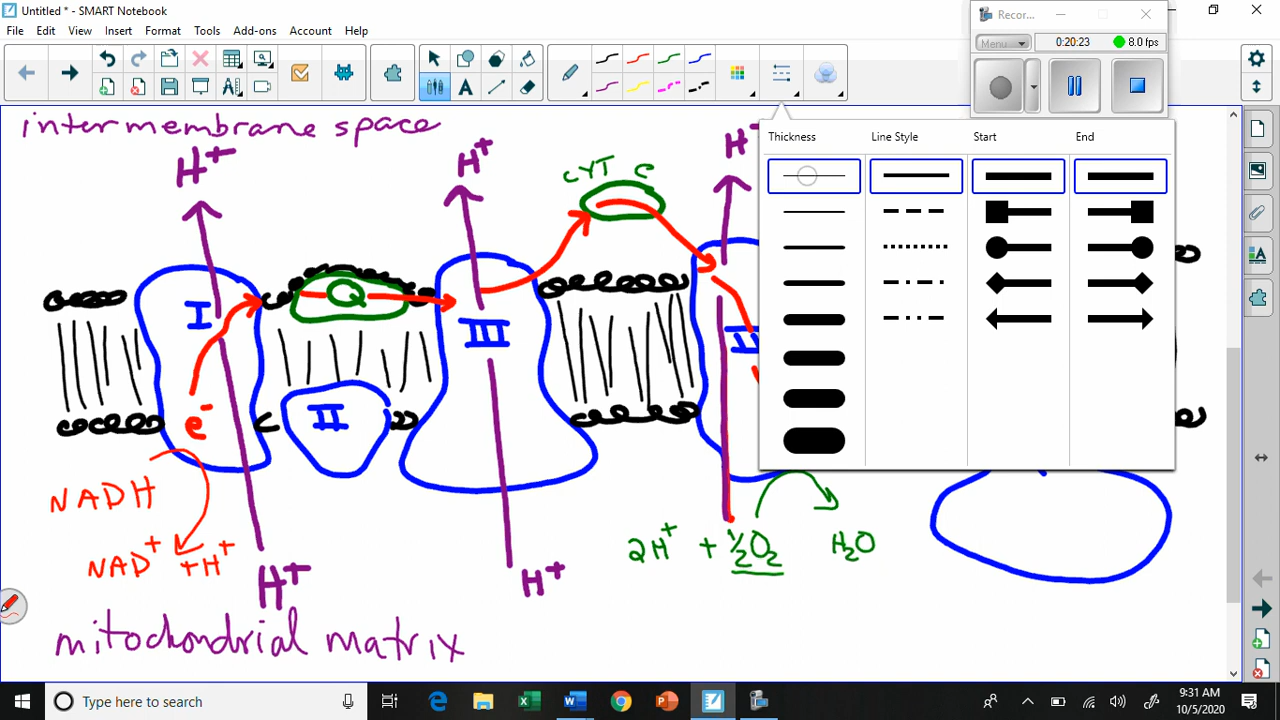 Untitled * - SMART Notebook
Recor...
File Edit View Insert Format Tools Add-ons Account Help
Menu
0:20:23
8.0 fps
Thickness Line Style Start End
intermembrane space
H+
H+
H+
CYT C
I
Q
III
II
e-
NADH
NAD+ + H+
2H+ + ½O2
H2O
H+
H+
mitochondrial matrix
Type here to search
9:31 AM
10/5/2020